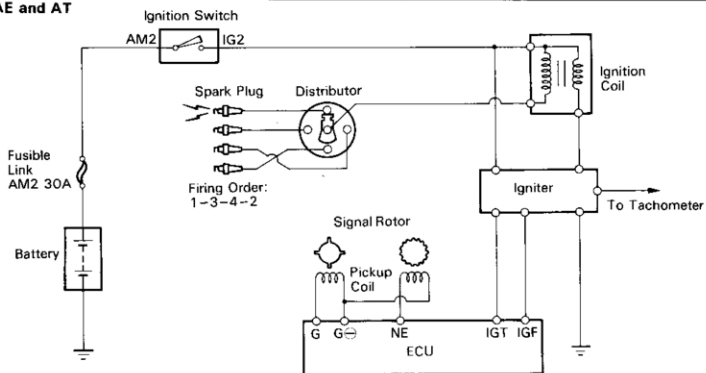 AE and AT
Ignition Switch
AM2
IG2
Ignition
Coil
Spark Plug
Distributor
Fusible
Link
AM2 30A
Firing Order:
1-3-4-2
Igniter
To Tachometer
Signal Rotor
Battery
Pickup
Coil
G
G⊖
NE
IGT
IGF
ECU